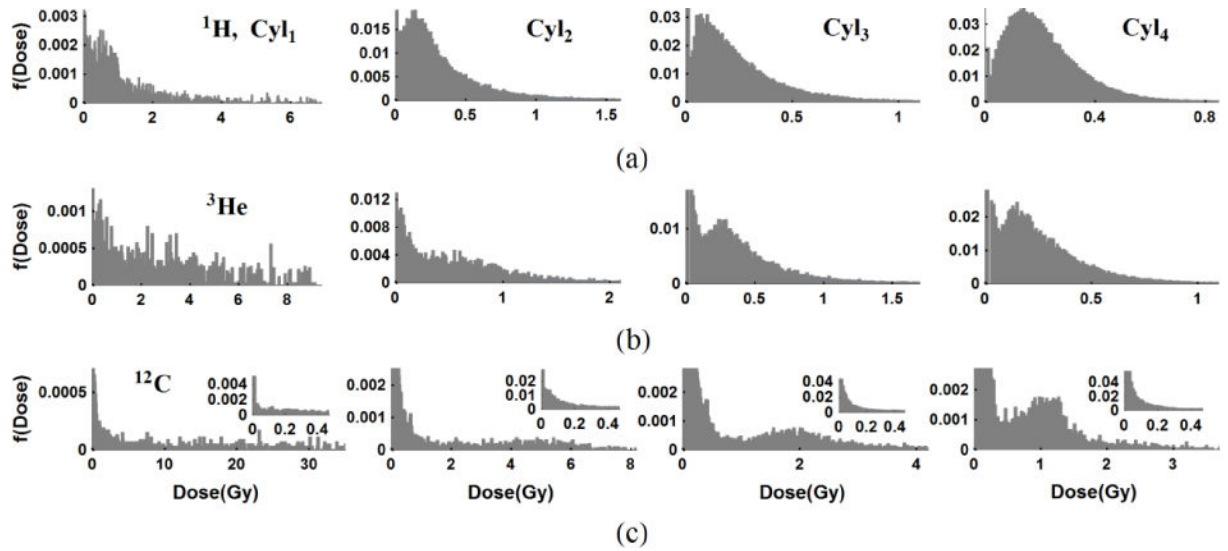 ¹H, Cyl₁ Cyl₂ Cyl₃ Cyl₄
f(Dose)
0.003
0.002
0.001
0
0 2 4 6
0.015
0.010
0.005
0
0 0.5 1 1.5
0.03
0.02
0.01
0
0 0.5 1
0.03
0.02
0.01
0
0 0.4 0.8
(a)
³He
f(Dose)
0.001
0.0005
0
0 2 4 6 8
0.012
0.008
0.004
0
0 1 2
0.01
0
0 0.5 1 1.5
0.02
0.01
0
0 0.5 1
(b)
¹²C
f(Dose)
0.0005
0
0 10 20 30
0.004
0.002
0
0 0.2 0.4
Dose(Gy)
0.002
0.001
0
0 2 4 6 8
0.02
0.01
0
0 0.2 0.4
Dose(Gy)
0.002
0.001
0
0 2 4
0.04
0.02
0
0 0.2 0.4
Dose(Gy)
0.002
0.001
0
0 1 2 3
0.04
0.02
0
0 0.2 0.4
Dose(Gy)
(c)